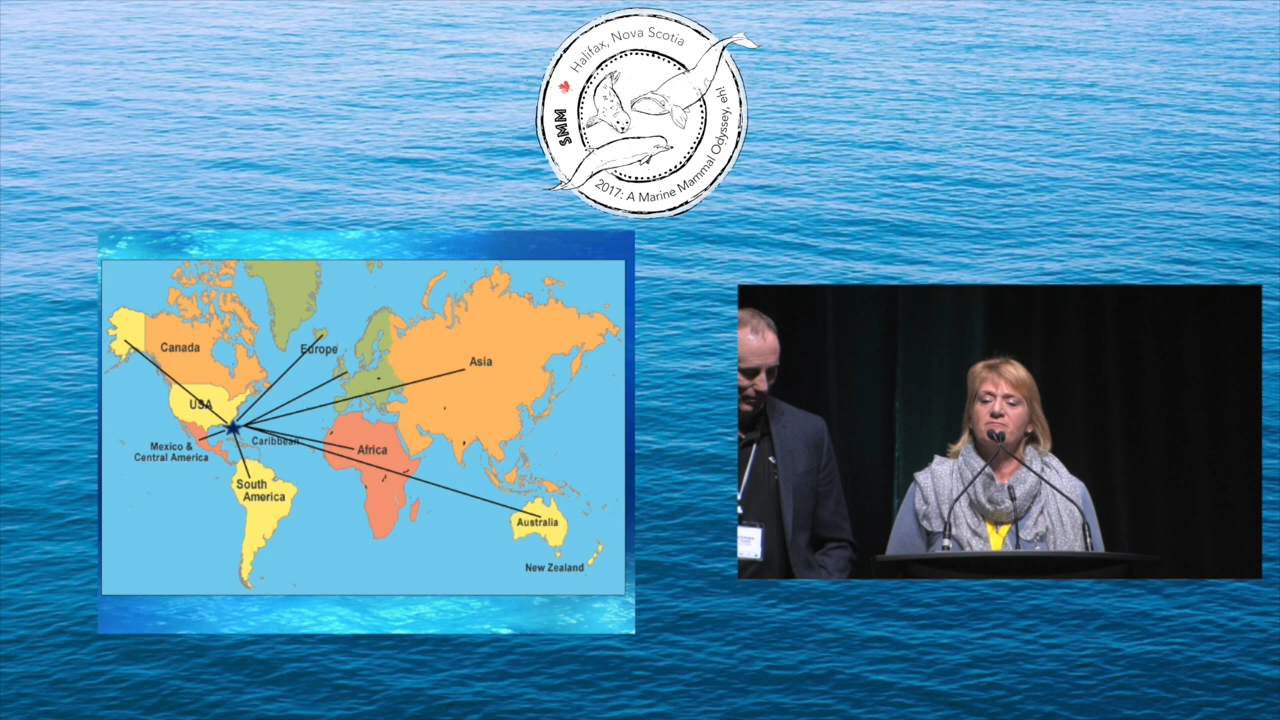 Halifax, Nova Scotia
SMM
2017: A Marine Mammal Odyssey, eh!
Canada
Europe
Asia
USA
Mexico &
Central America
Caribbean
Africa
South
America
Australia
New Zealand